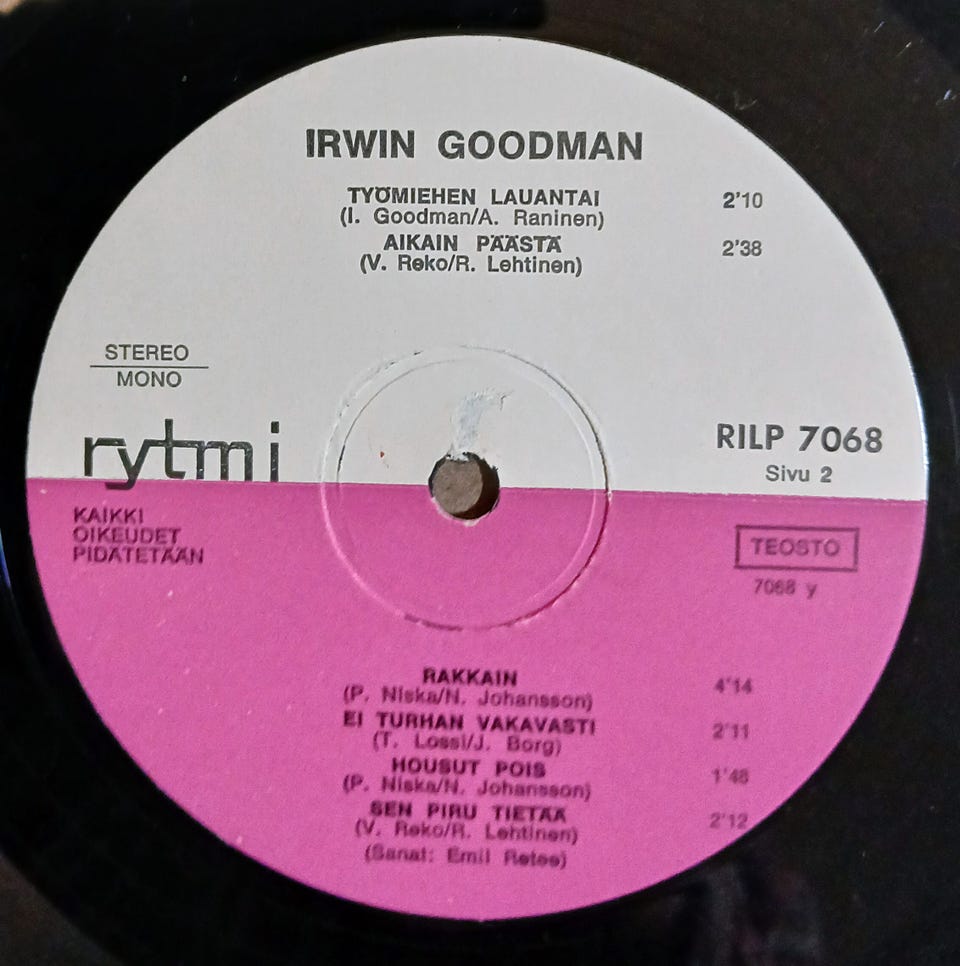 IRWIN GOODMAN
TYÖMIEHEN LAUANTAI 2'10
(I. Goodman/A. Raninen)
AIKAIN PÄÄSTÄ 2'38
(V. Reko/R. Lehtinen)
STEREO
MONO
rytmi
RILP 7068
Sivu 2
KAIKKI
OIKEUDET
PIDÄTETÄÄN
TEOSTO
7068 y
RAKKAIN 4'14
(P. Niska/N. Johansson)
EI TURHAN VAKAVASTI 2'11
(T. Lossi/J. Borg)
HOUSUT POIS 1'48
(P. Niska/N. Johansson)
SEN PIRU TIETÄÄ 2'12
(V. Reko/R. Lehtinen)
(Sanat: Emil Retee)